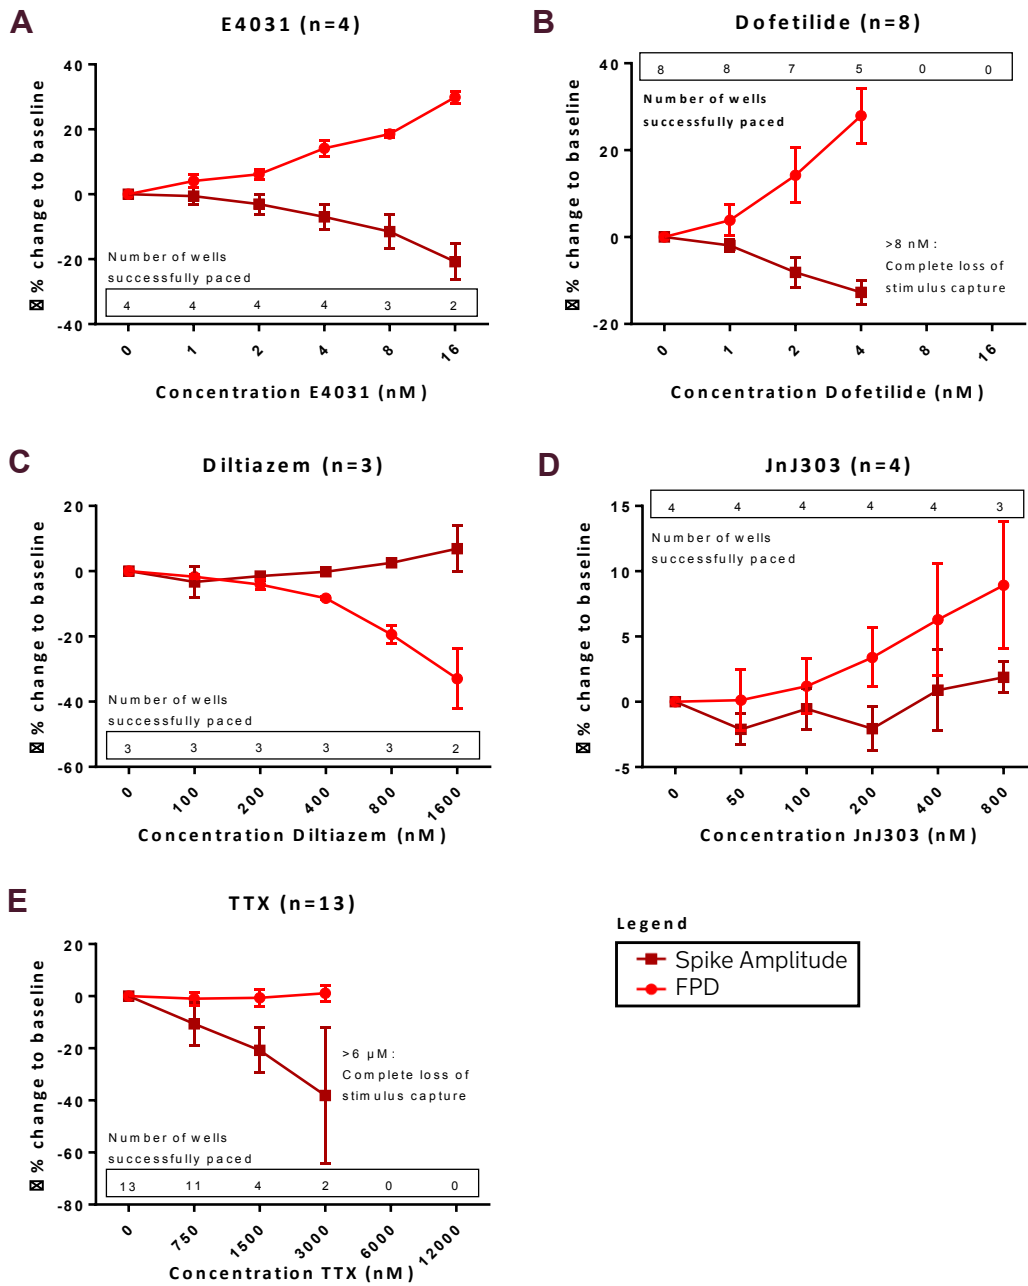 A
E4031 (n=4)
% change to baseline
40
20
0
-20
-40
Number of wells
successfully paced
4 4 4 4 3 2
0 1 2 4 8 16
Concentration E4031 (nM)
B
Dofetilide (n=8)
% change to baseline
40
20
0
-20
8 8 7 5 0 0
Number of wells
successfully paced
>8 nM:
Complete loss of
stimulus capture
0 1 2 4 8 16
Concentration Dofetilide (nM)
C
Diltiazem (n=3)
% change to baseline
20
0
-20
-40
-60
Number of wells
successfully paced
3 3 3 3 3 2
0 100 200 400 800 1600
Concentration Diltiazem (nM)
D
JnJ303 (n=4)
% change to baseline
15
10
5
0
-5
4 4 4 4 4 3
Number of wells
successfully paced
0 50 100 200 400 800
Concentration JnJ303 (nM)
E
TTX (n=13)
% change to baseline
20
0
-20
-40
-60
-80
>6 µM:
Complete loss of
stimulus capture
Number of wells
successfully paced
13 11 4 2 0 0
0 750 1500 3000 6000 12000
Concentration TTX (nM)
Legend
Spike Amplitude
FPD